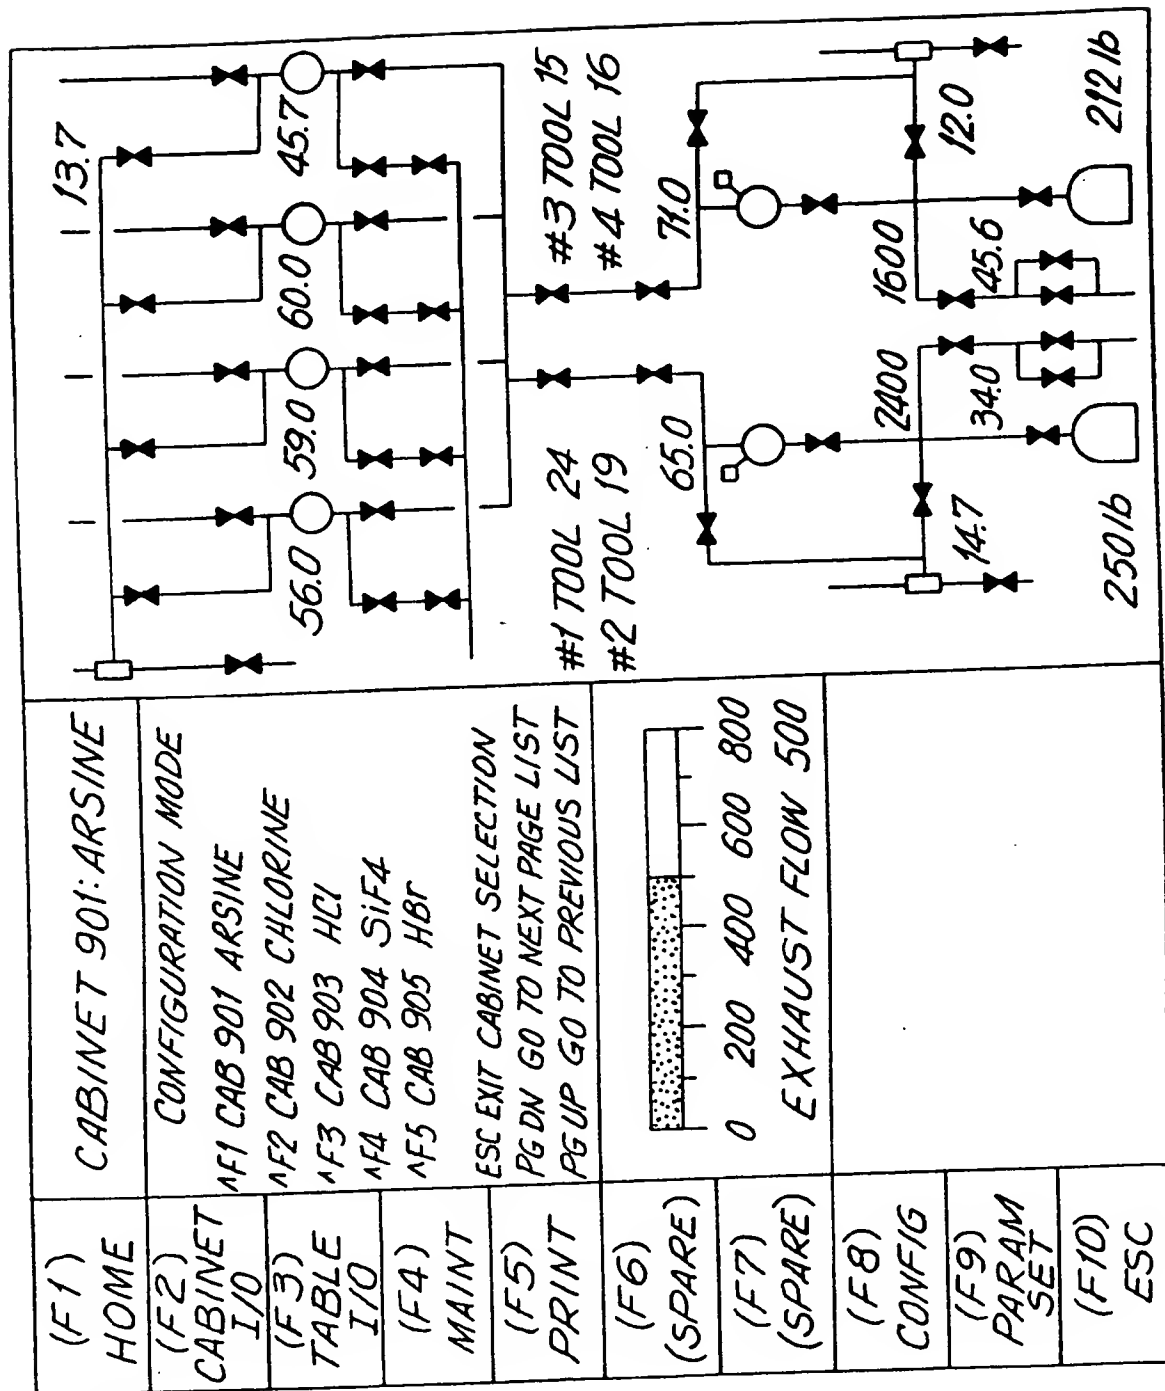 (F1)
HOME
(F2)
CABINET
I/O
(F3)
TABLE
I/O
(F4)
MAINT
(F5)
PRINT
(F6)
(SPARE)
(F7)
(SPARE)
(F8)
CONFIG
(F9)
PARAM
SET
(F10)
ESC
CABINET 901: ARSINE
CONFIGURATION MODE
^F1 CAB 901 ARSINE
^F2 CAB 902 CHLORINE
^F3 CAB 903 HCl
^F4 CAB 904 SiF4
^F5 CAB 905 HBr
ESC EXIT CABINET SELECTION
PG DN GO TO NEXT PAGE LIST
PG UP GO TO PREVIOUS LIST
0 200 400 600 800
EXHAUST FLOW 500
13.7
56.0 59.0 60.0 45.7
#1 TOOL 24
#2 TOOL 19
#3 TOOL 15
#4 TOOL 16
65.0 71.0
2400 1600
14.7 34.0 45.6 12.0
250 lb 212 lb